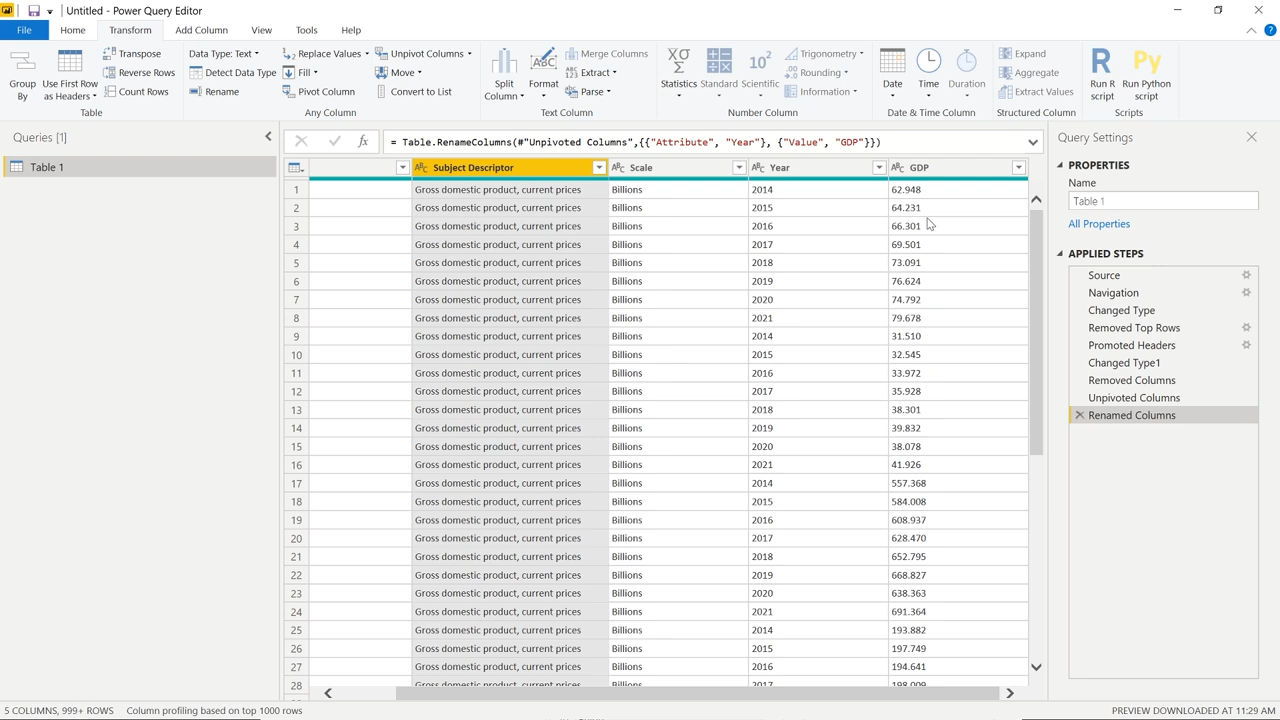 Untitled - Power Query Editor
File Home Transform Add Column View Tools Help
Group By
Use First Row as Headers
Transpose
Reverse Rows
Count Rows
Table
Data Type: Text
Detect Data Type
Rename
Replace Values
Fill
Pivot Column
Unpivot Columns
Move
Convert to List
Any Column
Split Column
Format
Merge Columns
Extract
Parse
Text Column
Statistics
Standard
Scientific
Trigonometry
Rounding
Information
Number Column
Date
Time
Duration
Date & Time Column
Expand
Aggregate
Extract Values
Structured Column
Run R script
Run Python script
Scripts
Queries [1]
Table 1
= Table.RenameColumns(#"Unpivoted Columns",{{"Attribute", "Year"}, {"Value", "GDP"}})
Subject Descriptor Scale Year GDP
1 Gross domestic product, current prices Billions 2014 62.948
2 Gross domestic product, current prices Billions 2015 64.231
3 Gross domestic product, current prices Billions 2016 66.301
4 Gross domestic product, current prices Billions 2017 69.501
5 Gross domestic product, current prices Billions 2018 73.091
6 Gross domestic product, current prices Billions 2019 76.624
7 Gross domestic product, current prices Billions 2020 74.792
8 Gross domestic product, current prices Billions 2021 79.678
9 Gross domestic product, current prices Billions 2014 31.510
10 Gross domestic product, current prices Billions 2015 32.545
11 Gross domestic product, current prices Billions 2016 33.972
12 Gross domestic product, current prices Billions 2017 35.928
13 Gross domestic product, current prices Billions 2018 38.301
14 Gross domestic product, current prices Billions 2019 39.832
15 Gross domestic product, current prices Billions 2020 38.078
16 Gross domestic product, current prices Billions 2021 41.926
17 Gross domestic product, current prices Billions 2014 557.368
18 Gross domestic product, current prices Billions 2015 584.008
19 Gross domestic product, current prices Billions 2016 608.937
20 Gross domestic product, current prices Billions 2017 628.470
21 Gross domestic product, current prices Billions 2018 652.795
22 Gross domestic product, current prices Billions 2019 668.827
23 Gross domestic product, current prices Billions 2020 638.363
24 Gross domestic product, current prices Billions 2021 691.364
25 Gross domestic product, current prices Billions 2014 193.882
26 Gross domestic product, current prices Billions 2015 197.749
27 Gross domestic product, current prices Billions 2016 194.641
28 Gross domestic product, current prices Billions 2017 198.009
Query Settings
PROPERTIES
Name
Table 1
All Properties
APPLIED STEPS
Source
Navigation
Changed Type
Removed Top Rows
Promoted Headers
Changed Type1
Removed Columns
Unpivoted Columns
Renamed Columns
5 COLUMNS, 999+ ROWS Column profiling based on top 1000 rows PREVIEW DOWNLOADED AT 11:29 AM